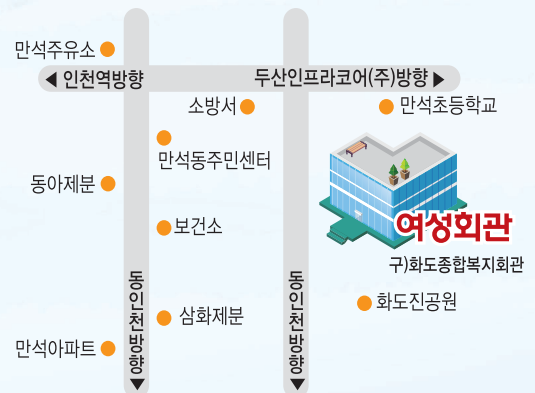 만석주유소
◀ 인천역방향
두산인프라코어(주)방향 ▶
소방서
만석초등학교
만석동주민센터
동아제분
보건소
여성회관
구)화도종합복지회관
동인천방향 ▼
동인천방향 ▼
화도진공원
삼화제분
만석아파트